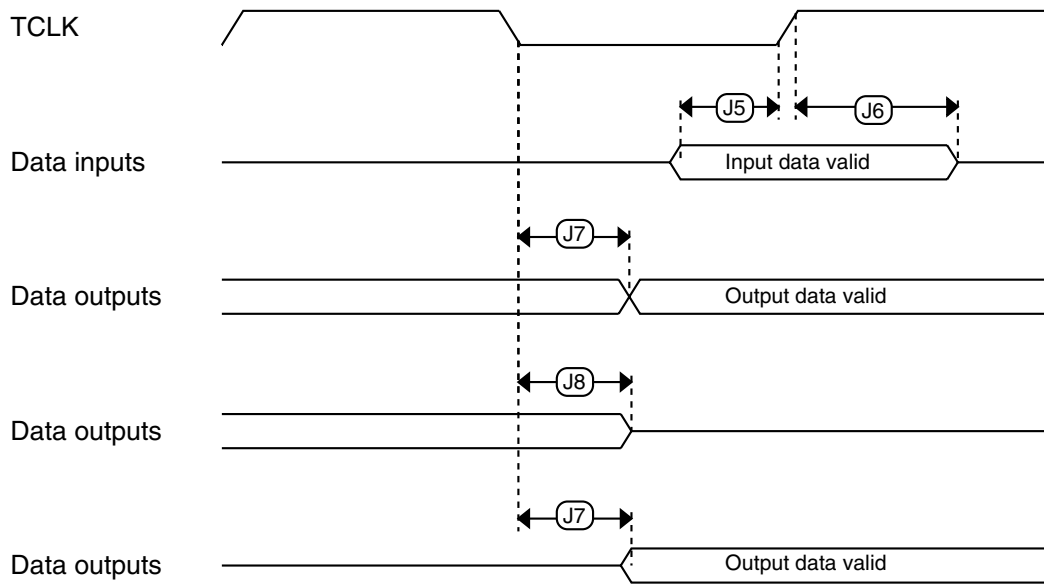 TCLK
J5
J6
Data inputs
Input data valid
J7
Data outputs
Output data valid
J8
Data outputs
J7
Data outputs
Output data valid